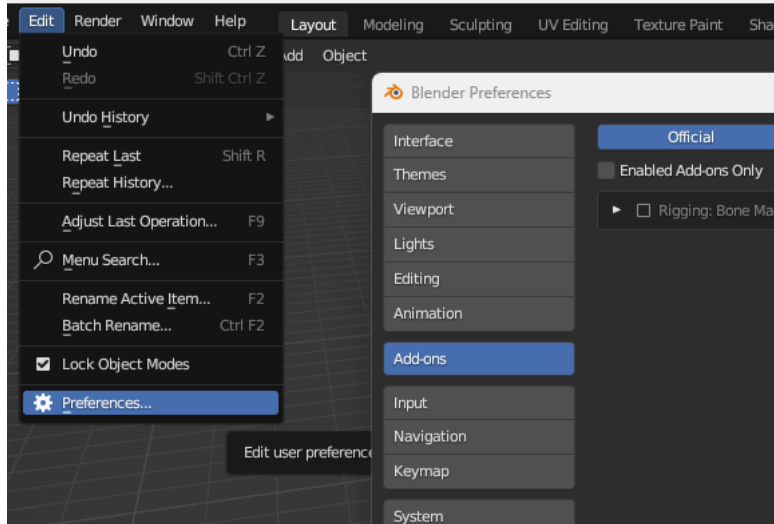 Edit Render Window Help Layout Modeling Sculpting UV Editing Texture Paint
Undo Ctrl Z
Object
Redo Shift Ctrl Z
Undo History
Repeat Last Shift R
Repeat History...
Adjust Last Operation... F9
Menu Search... F3
Rename Active Item... F2
Batch Rename... Ctrl F2
Lock Object Modes
Preferences...
Edit user preference
Blender Preferences
Interface
Themes
Viewport
Lights
Editing
Animation
Add-ons
Input
Navigation
Keymap
System
Official
Enabled Add-ons Only
Rigging: Bone Ma